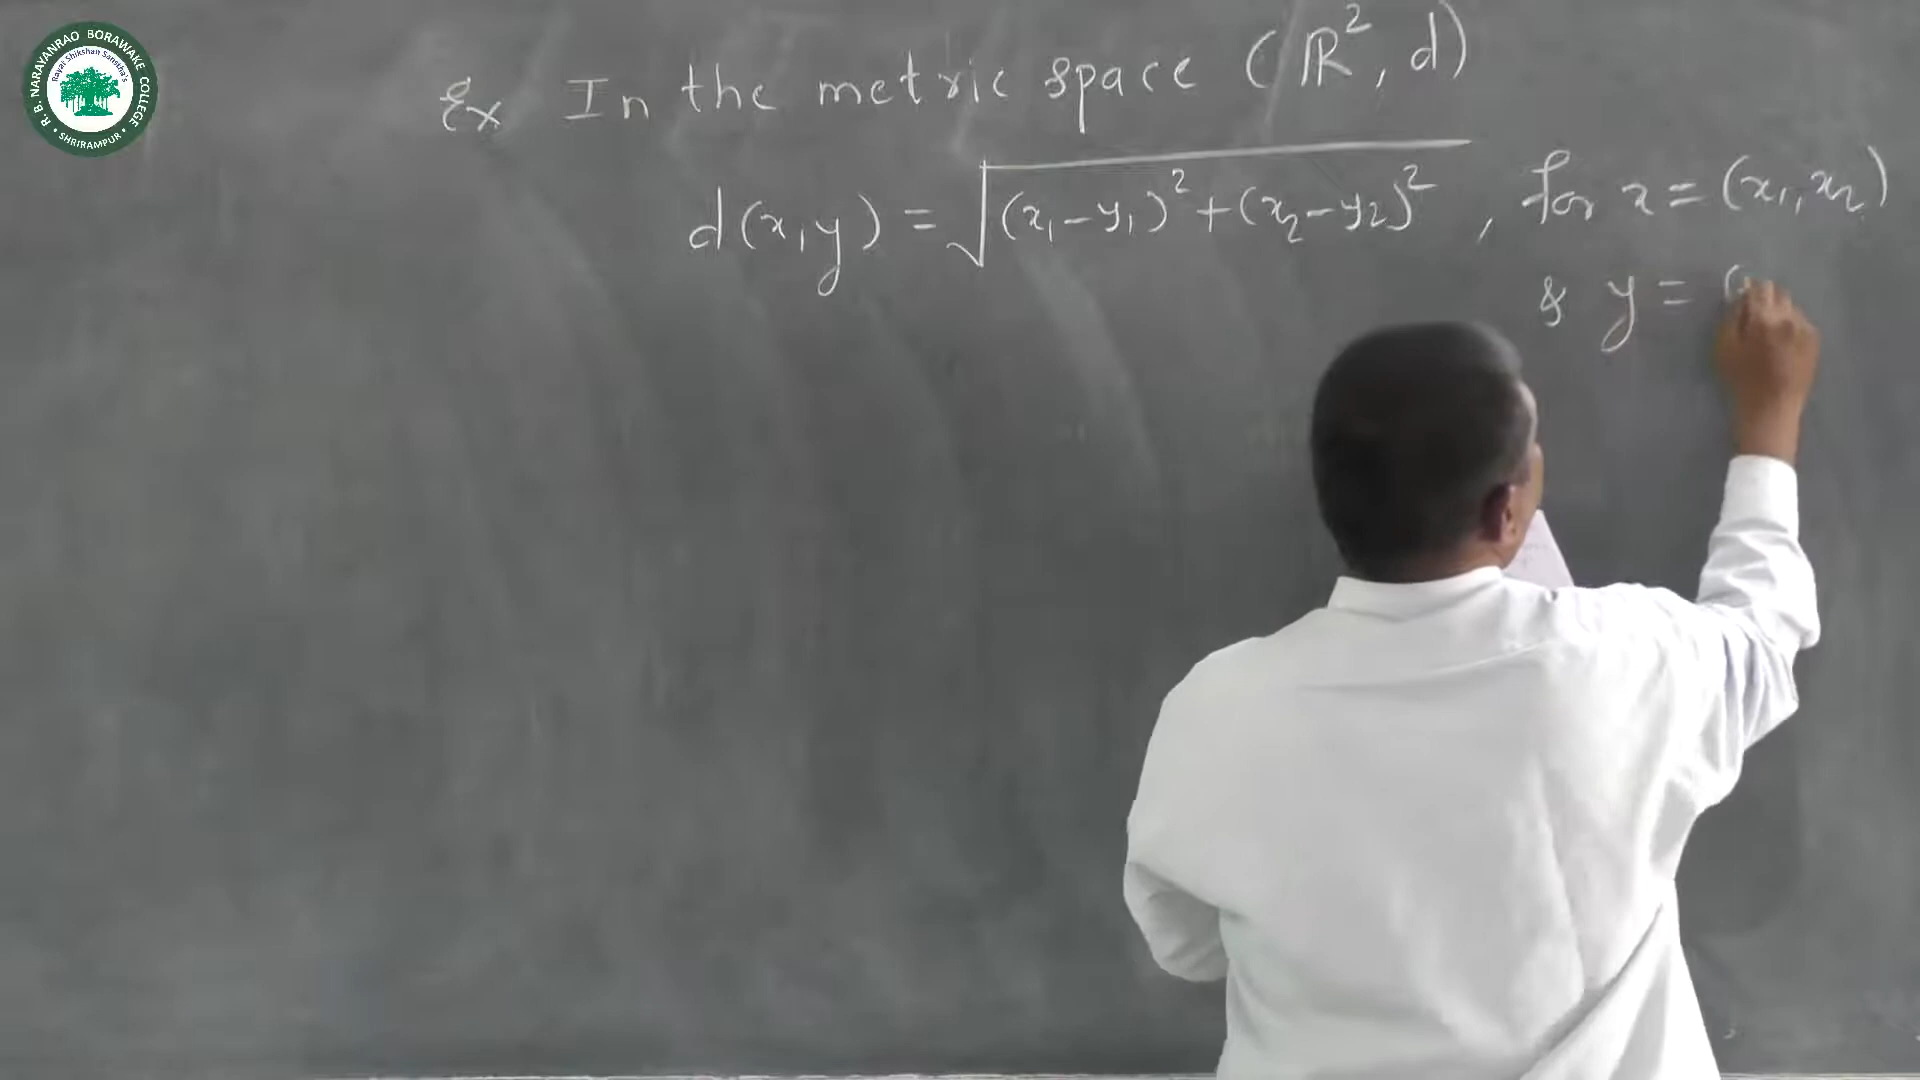 R. B. NARAYANRAO BORAWAKE COLLEGE
Rayat Shikshan Sanstha's
• SHRIRAMPUR •
Ex In the metric space (ℝ², d)
d(x,y) = √((x₁-y₁)²+(x₂-y₂)²) , for x = (x₁,x₂)
& y = (